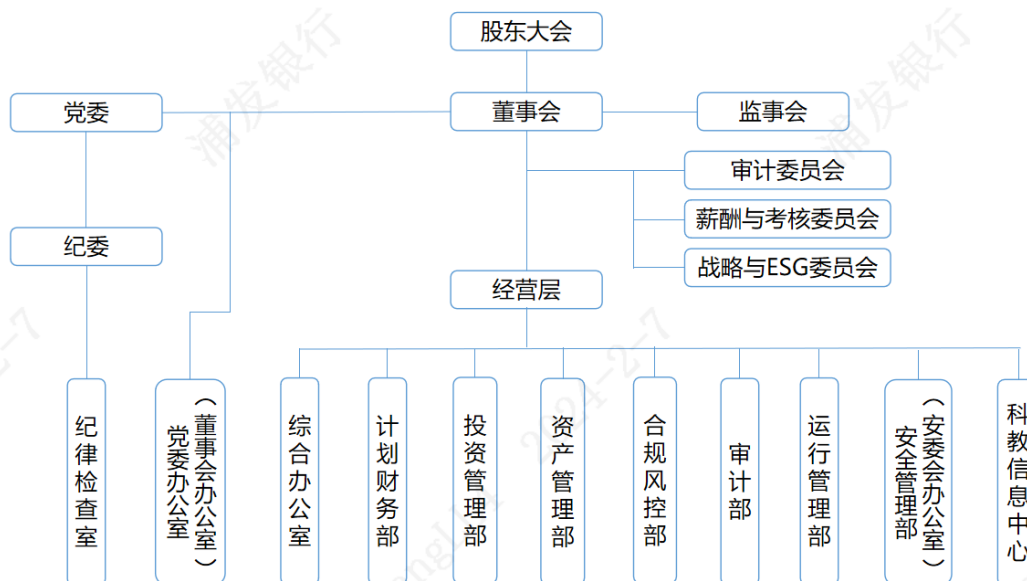 股东大会
党委
董事会
监事会
审计委员会
薪酬与考核委员会
战略与ESG委员会
纪委
经营层
纪律检查室
党委办公室
（董事会办公室）
综合办公室
计划财务部
投资管理部
资产管理部
合规风控部
审计部
运行管理部
安全管理部
（安委会办公室）
科教信息中心
浦发银行
浦发银行
2024-2-7